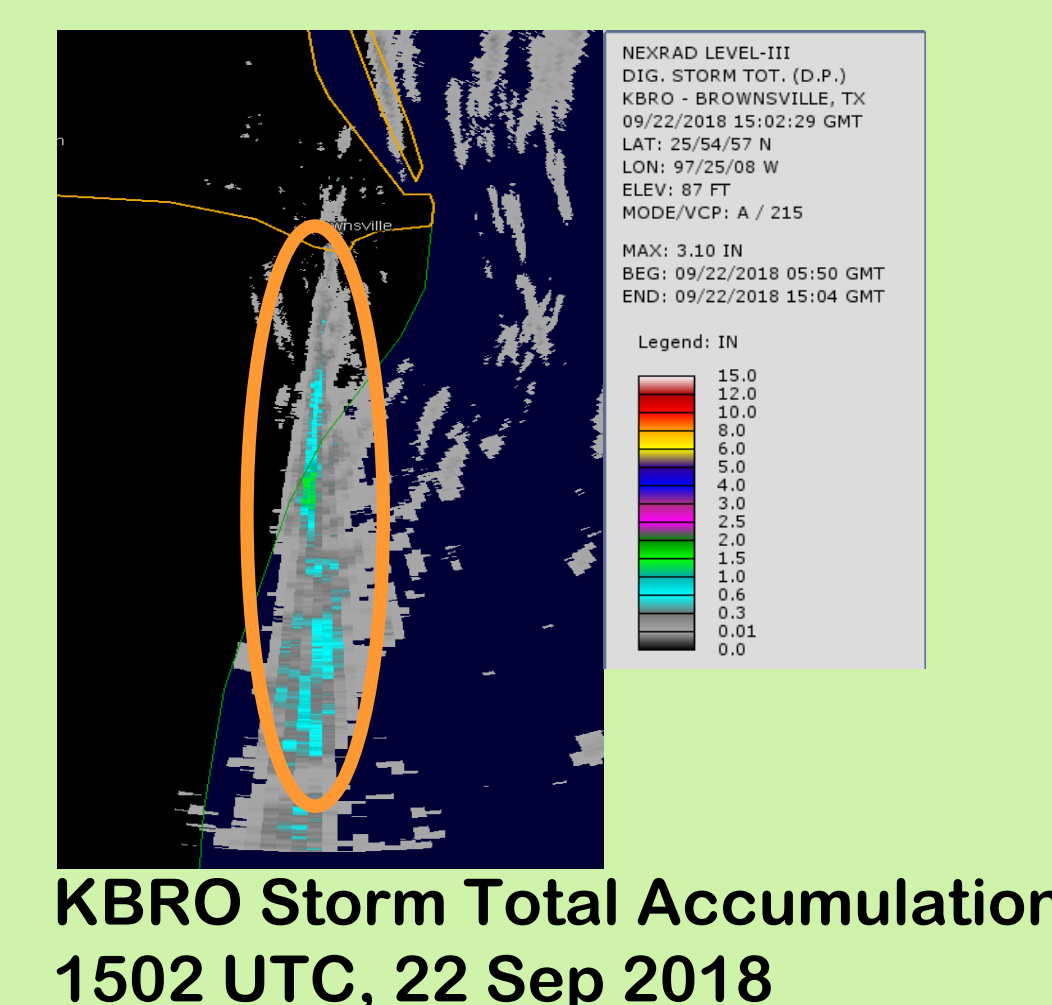 NEXRAD LEVEL-III
DIG. STORM TOT. (D.P.)
KBRO - BROWNSVILLE, TX
09/22/2018 15:02:29 GMT
LAT: 25/54/57 N
LON: 97/25/08 W
ELEV: 87 FT
MODE/VCP: A / 215
MAX: 3.10 IN
BEG: 09/22/2018 05:50 GMT
END: 09/22/2018 15:04 GMT
Legend: IN
15.0
12.0
10.0
8.0
6.0
5.0
4.0
3.0
2.5
2.0
1.5
1.0
0.6
0.3
0.01
0.0
wnsville
KBRO Storm Total Accumulation
1502 UTC, 22 Sep 2018